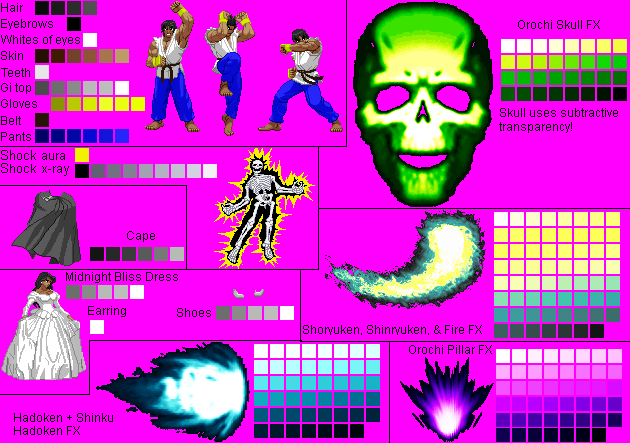 Hair
Eyebrows
Whites of eyes
Skin
Teeth
Gi top
Gloves
Belt
Pants
Shock aura
Shock x-ray
Orochi Skull FX
Skull uses subtractive
transparency!
Cape
Midnight Bliss Dress
Earring
Shoes
Shoryuken, Shinryuken, & Fire FX
Hadoken + Shinku
Hadoken FX
Orochi Pillar FX